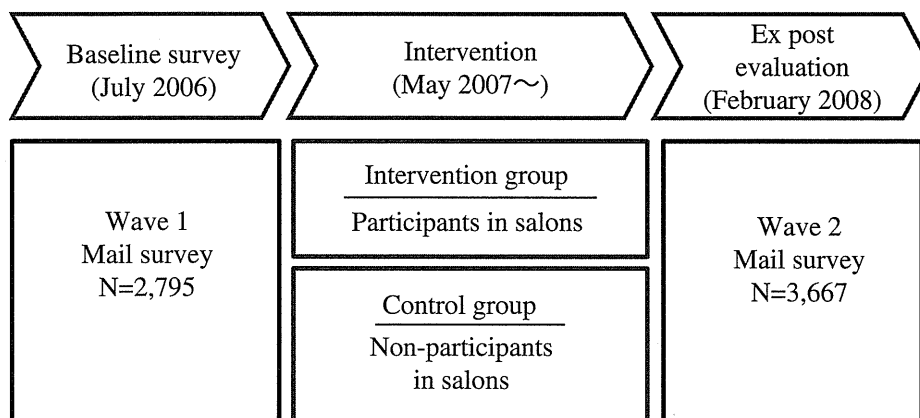 Baseline survey
(July 2006)
Intervention
(May 2007～)
Ex post
evaluation
(February 2008)
Wave 1
Mail survey
N=2,795
Intervention group
Participants in salons
Control group
Non-participants
in salons
Wave 2
Mail survey
N=3,667